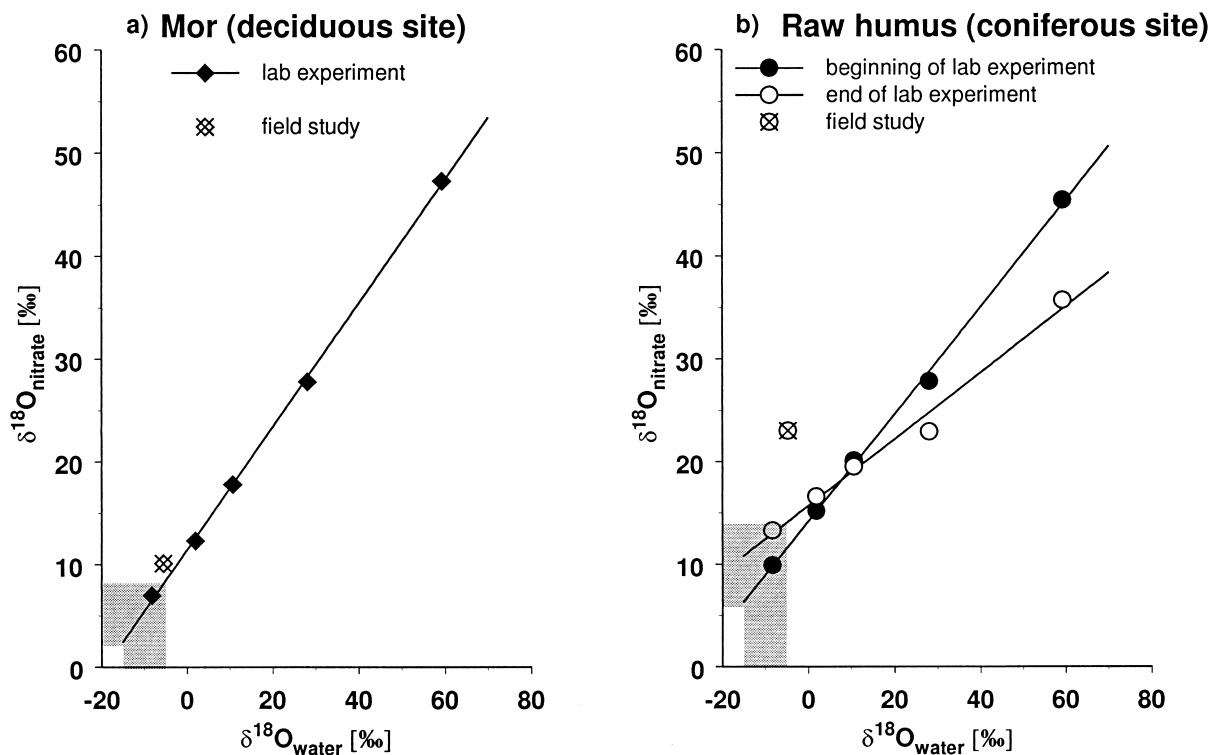 a) Mor (deciduous site)
lab experiment
field study
60
50
40
30
20
10
0
-20 0 20 40 60 80
δ18Onitrate [‰]
δ18Owater [‰]
b) Raw humus (coniferous site)
beginning of lab experiment
end of lab experiment
field study
60
50
40
30
20
10
0
-20 0 20 40 60 80
δ18Onitrate [‰]
δ18Owater [‰]